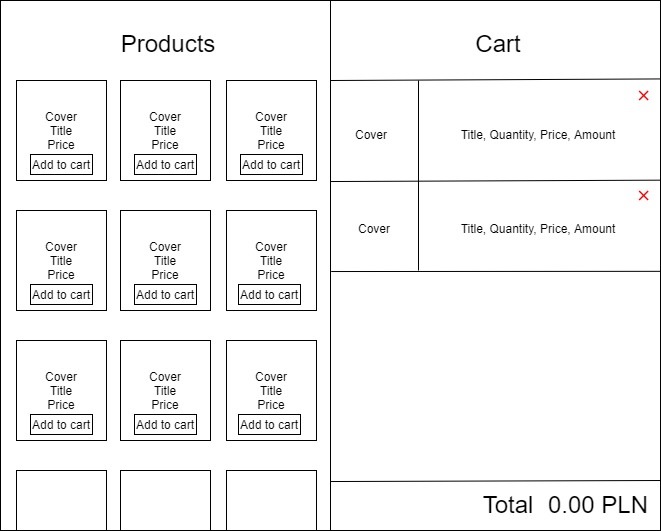 Products
Cover
Title
Price
Add to cart
Cover
Title
Price
Add to cart
Cover
Title
Price
Add to cart
Cover
Title
Price
Add to cart
Cover
Title
Price
Add to cart
Cover
Title
Price
Add to cart
Cover
Title
Price
Add to cart
Cover
Title
Price
Add to cart
Cover
Title
Price
Add to cart
Cart
Cover
Title, Quantity, Price, Amount
Cover
Title, Quantity, Price, Amount
Total 0.00 PLN